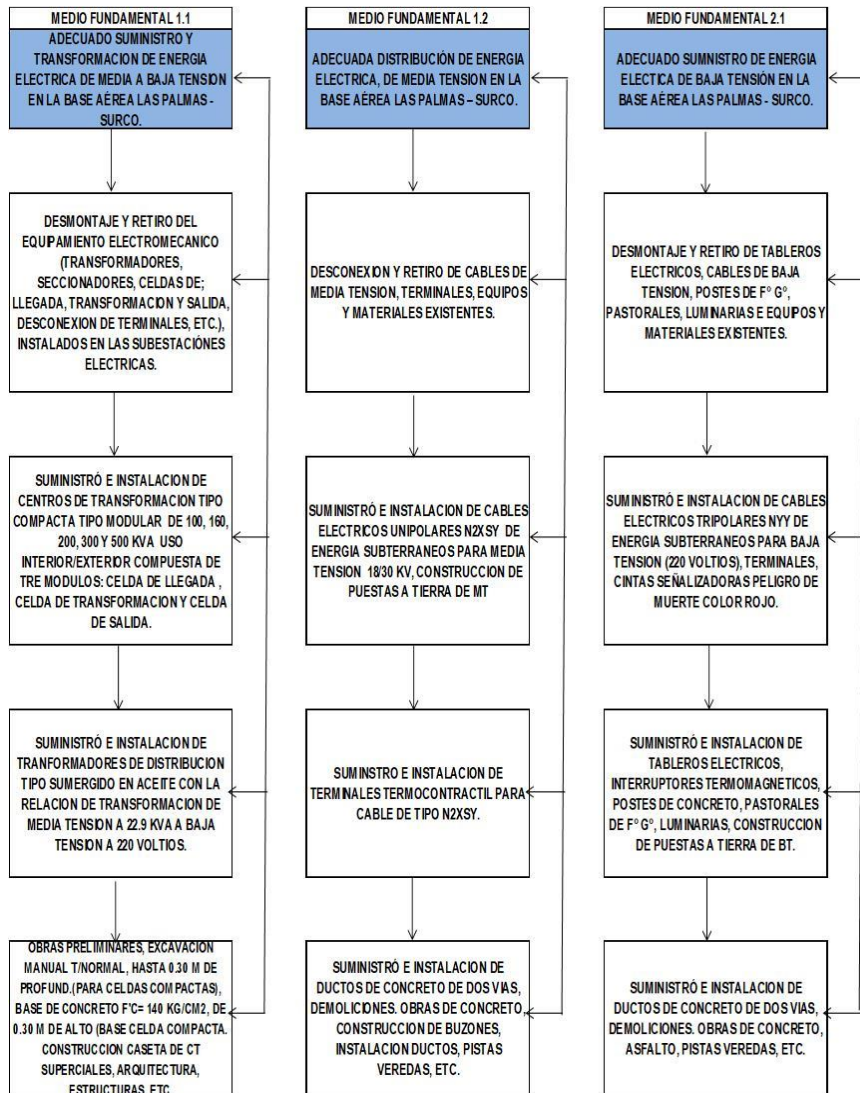 MEDIO FUNDAMENTAL 1.1
ADECUADO SUMINISTRO Y
TRANSFORMACION DE ENERGIA
ELECTRICA DE MEDIA A BAJA TENSION
EN LA BASE AÉREA LAS PALMAS -
SURCO.
DESMONTAJE Y RETIRO DEL
EQUIPAMIENTO ELECTROMECANICO
(TRANSFORMADORES,
SECCIONADORES, CELDAS DE;
LLEGADA, TRANSFORMACION Y SALIDA,
DESCONEXION DE TERMINALES, ETC.),
INSTALADOS EN LAS SUBESTACIÓNES
ELECTRICAS.
SUMINISTRÓ E INSTALACION DE
CENTROS DE TRANSFORMACION TIPO
COMPACTA TIPO MODULAR DE 100, 160,
200, 300 Y 500 KVA USO
INTERIOR/EXTERIOR COMPUESTA DE
TRE MODULOS: CELDA DE LLEGADA ,
CELDA DE TRANSFORMACION Y CELDA
DE SALIDA.
SUMINISTRÓ E INSTALACION DE
TRANFORMADORES DE DISTRIBUCION
TIPO SUMERGIDO EN ACEITE CON LA
RELACION DE TRANSFORMACION DE
MEDIA TENSION A 22.9 KVA A BAJA
TENSION A 220 VOLTIOS.
OBRAS PRELIMINARES, EXCAVACION
MANUAL T/NORMAL, HASTA 0.30 M DE
PROFUND.(PARA CELDAS COMPACTAS),
BASE DE CONCRETO F'C= 140 KG/CM2, DE
0.30 M DE ALTO (BASE CELDA COMPACTA.
CONSTRUCCION CASETA DE CT
SUPERCIALES, ARQUITECTURA,
ESTRUCTURAS, ETC
MEDIO FUNDAMENTAL 1.2
ADECUADA DISTRIBUCIÓN DE ENERGIA
ELECTRICA, DE MEDIA TENSION EN LA
BASE AÉREA LAS PALMAS – SURCO.
DESCONEXION Y RETIRO DE CABLES DE
MEDIA TENSION, TERMINALES, EQUIPOS
Y MATERIALES EXISTENTES.
SUMINISTRÓ E INSTALACION DE CABLES
ELECTRICOS UNIPOLARES N2XSY DE
ENERGIA SUBTERRANEOS PARA MEDIA
TENSION 18/30 KV, CONSTRUCCION DE
PUESTAS A TIERRA DE MT
SUMINSTRO E INSTALACION DE
TERMINALES TERMOCONTRACTIL PARA
CABLE DE TIPO N2XSY.
SUMINISTRÓ E INSTALACION DE
DUCTOS DE CONCRETO DE DOS VIAS,
DEMOLICIONES. OBRAS DE CONCRETO,
CONSTRUCCION DE BUZONES,
INSTALACION DUCTOS, PISTAS
VEREDAS, ETC.
MEDIO FUNDAMENTAL 2.1
ADECUADO SUMNISTRO DE ENERGIA
ELECTICA DE BAJA TENSIÓN EN LA
BASE AÉREA LAS PALMAS - SURCO.
DESMONTAJE Y RETIRO DE TABLEROS
ELECTRICOS, CABLES DE BAJA
TENSION, POSTES DE F° G°,
PASTORALES, LUMINARIAS E EQUIPOS Y
MATERIALES EXISTENTES.
SUMINISTRÓ E INSTALACION DE CABLES
ELECTRICOS TRIPOLARES NYY DE
ENERGIA SUBTERRANEOS PARA BAJA
TENSION (220 VOLTIOS), TERMINALES,
CINTAS SEÑALIZADORAS PELIGRO DE
MUERTE COLOR ROJO.
SUMINISTRÓ E INSTALACION DE
TABLEROS ELECTRICOS,
INTERRUPTORES TERMOMAGNETICOS,
POSTES DE CONCRETO, PASTORALES
DE F° G°, LUMINARIAS, CONSTRUCCION
DE PUESTAS A TIERRA DE BT.
SUMINISTRÓ E INSTALACION DE
DUCTOS DE CONCRETO DE DOS VIAS,
DEMOLICIONES. OBRAS DE CONCRETO,
ASFALTO, PISTAS VEREDAS, ETC.